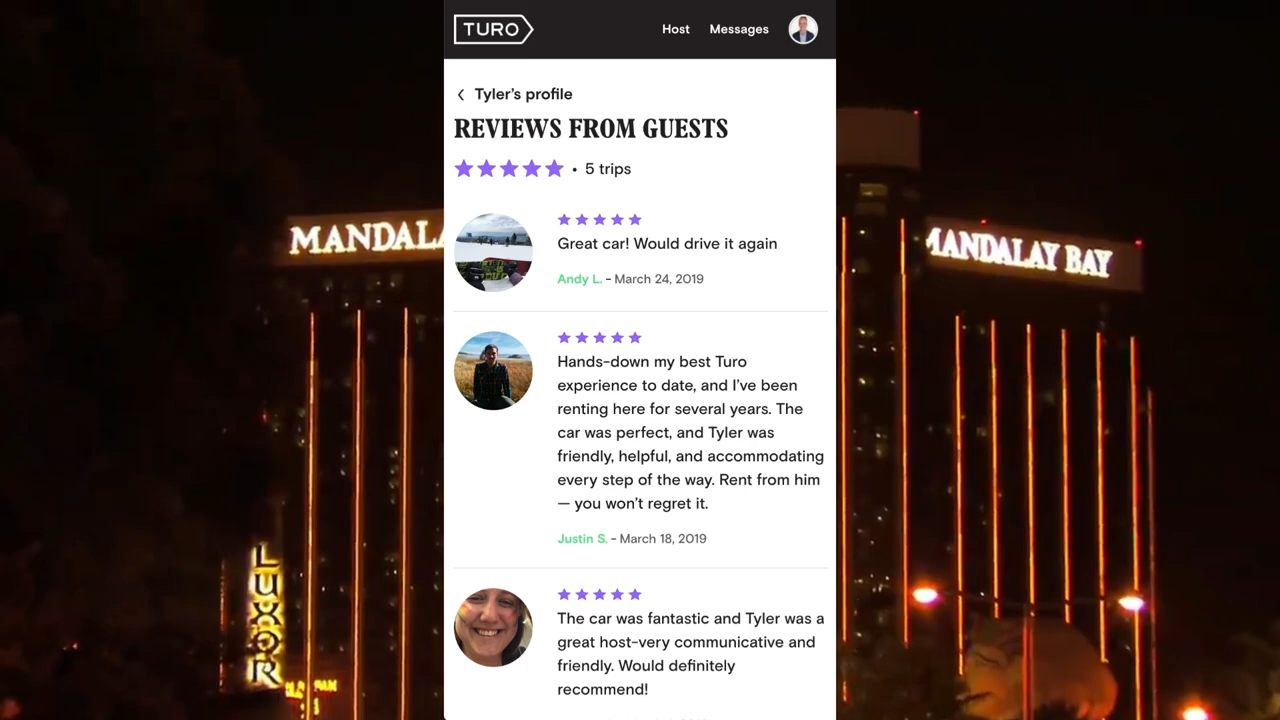 TURO
Host
Messages
Tyler’s profile
REVIEWS FROM GUESTS
• 5 trips
Great car! Would drive it again
Andy L. – March 24, 2019
Hands-down my best Turo
experience to date, and I’ve been
renting here for several years. The
car was perfect, and Tyler was
friendly, helpful, and accommodating
every step of the way. Rent from him
— you won’t regret it.
Justin S. – March 18, 2019
The car was fantastic and Tyler was a
great host-very communicative and
friendly. Would definitely
recommend!
MANDALA
MANDALAY BAY
LUXOR